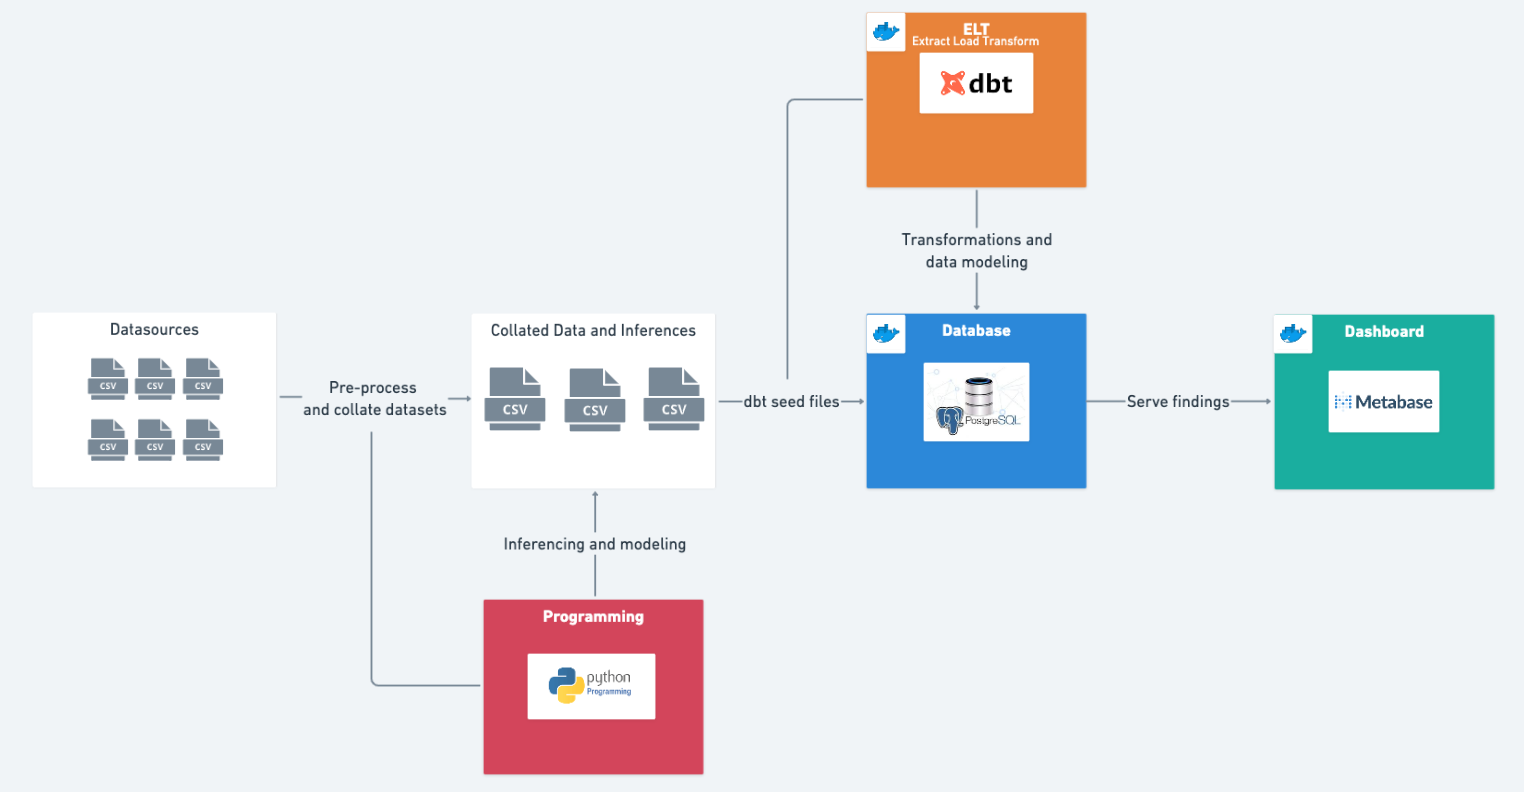 ELT
Extract Load Transform
dbt
Transformations and
data modeling
Datasources
CSV
CSV
CSV
CSV
CSV
CSV
Pre-process
and collate datasets
Collated Data and Inferences
CSV
CSV
CSV
dbt seed files
Database
PostgreSQL
Serve findings
Dashboard
Metabase
Inferencing and modeling
Programming
python
Programming